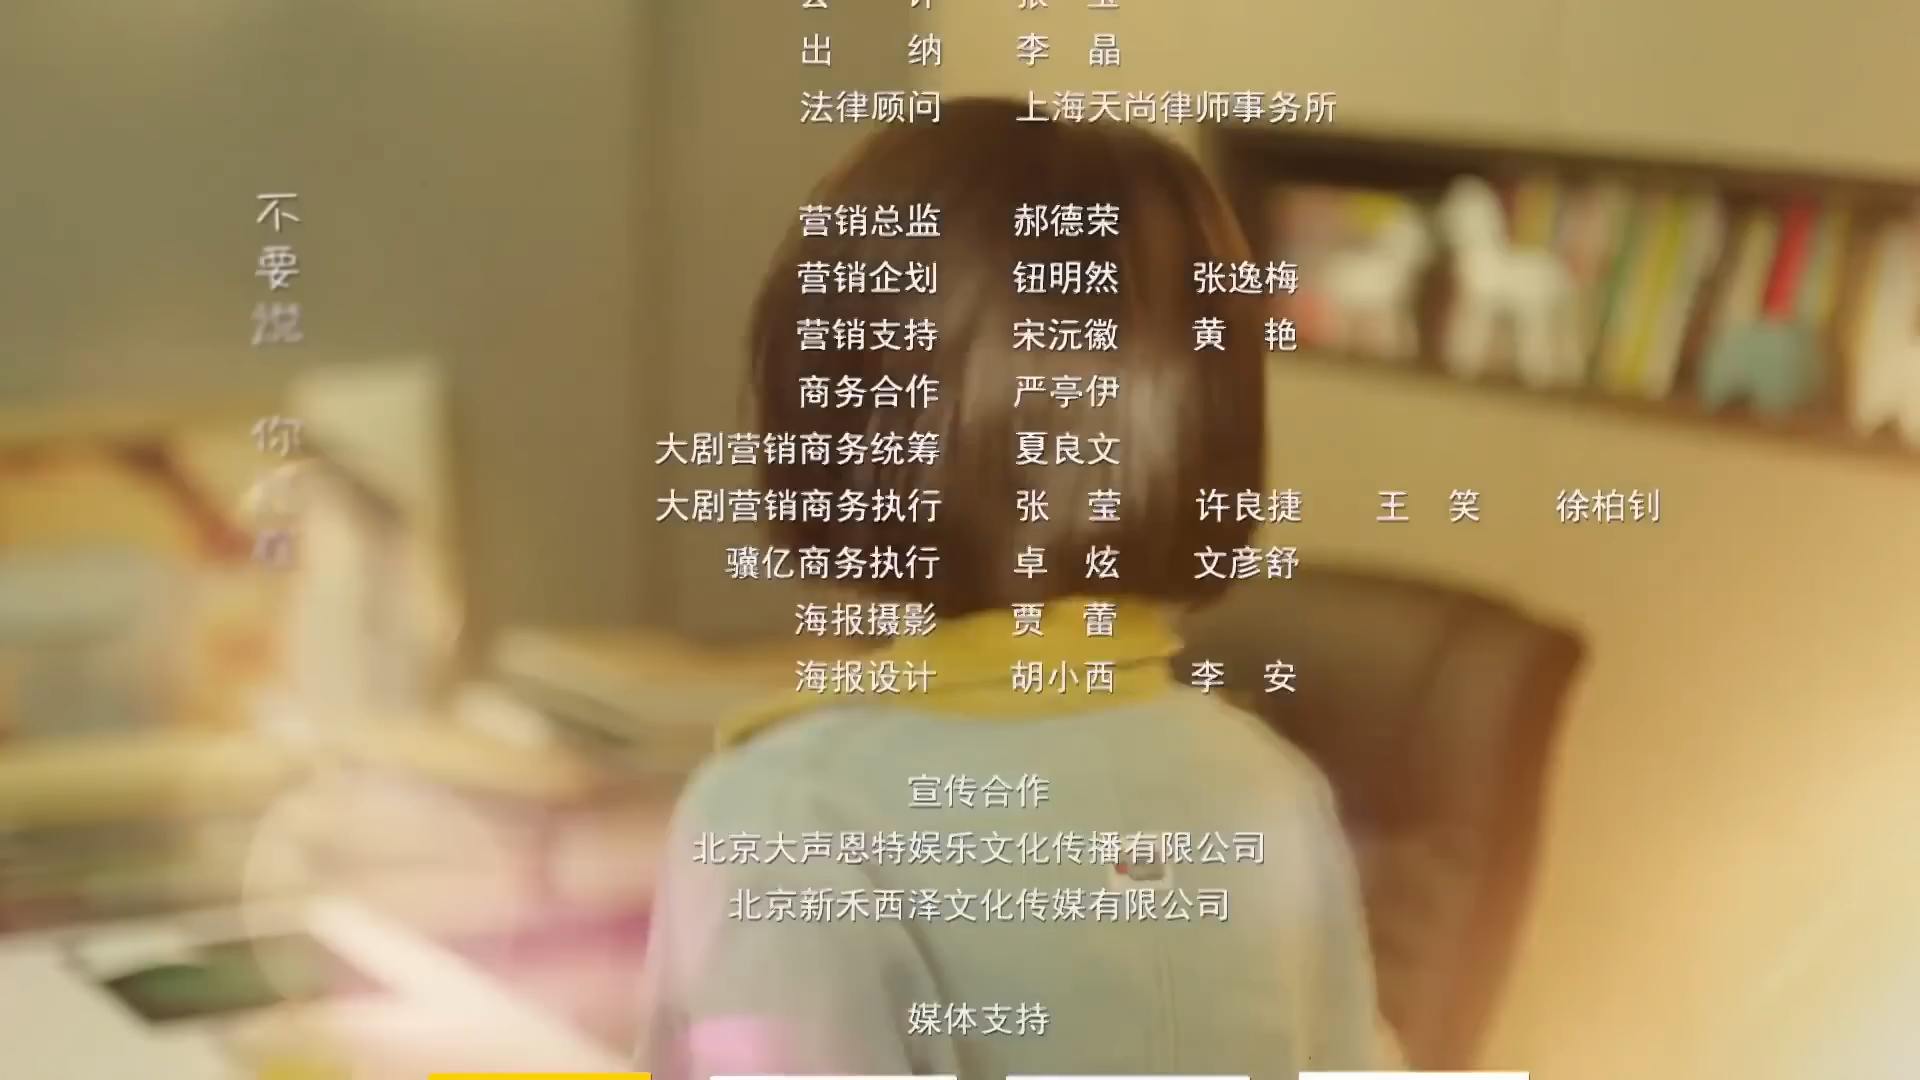 出纳 李晶
法律顾问 上海天尚律师事务所
营销总监 郝德荣
营销企划 钮明然 张逸梅
营销支持 宋沅徽 黄艳
商务合作 严亭伊
大剧营销商务统筹 夏良文
大剧营销商务执行 张莹 许良捷 王笑 徐柏钊
骥亿商务执行 卓炫 文彦舒
海报摄影 贾蕾
海报设计 胡小西 李安
宣传合作
北京大声恩特娱乐文化传播有限公司
北京新禾西泽文化传媒有限公司
媒体支持
不要说 你